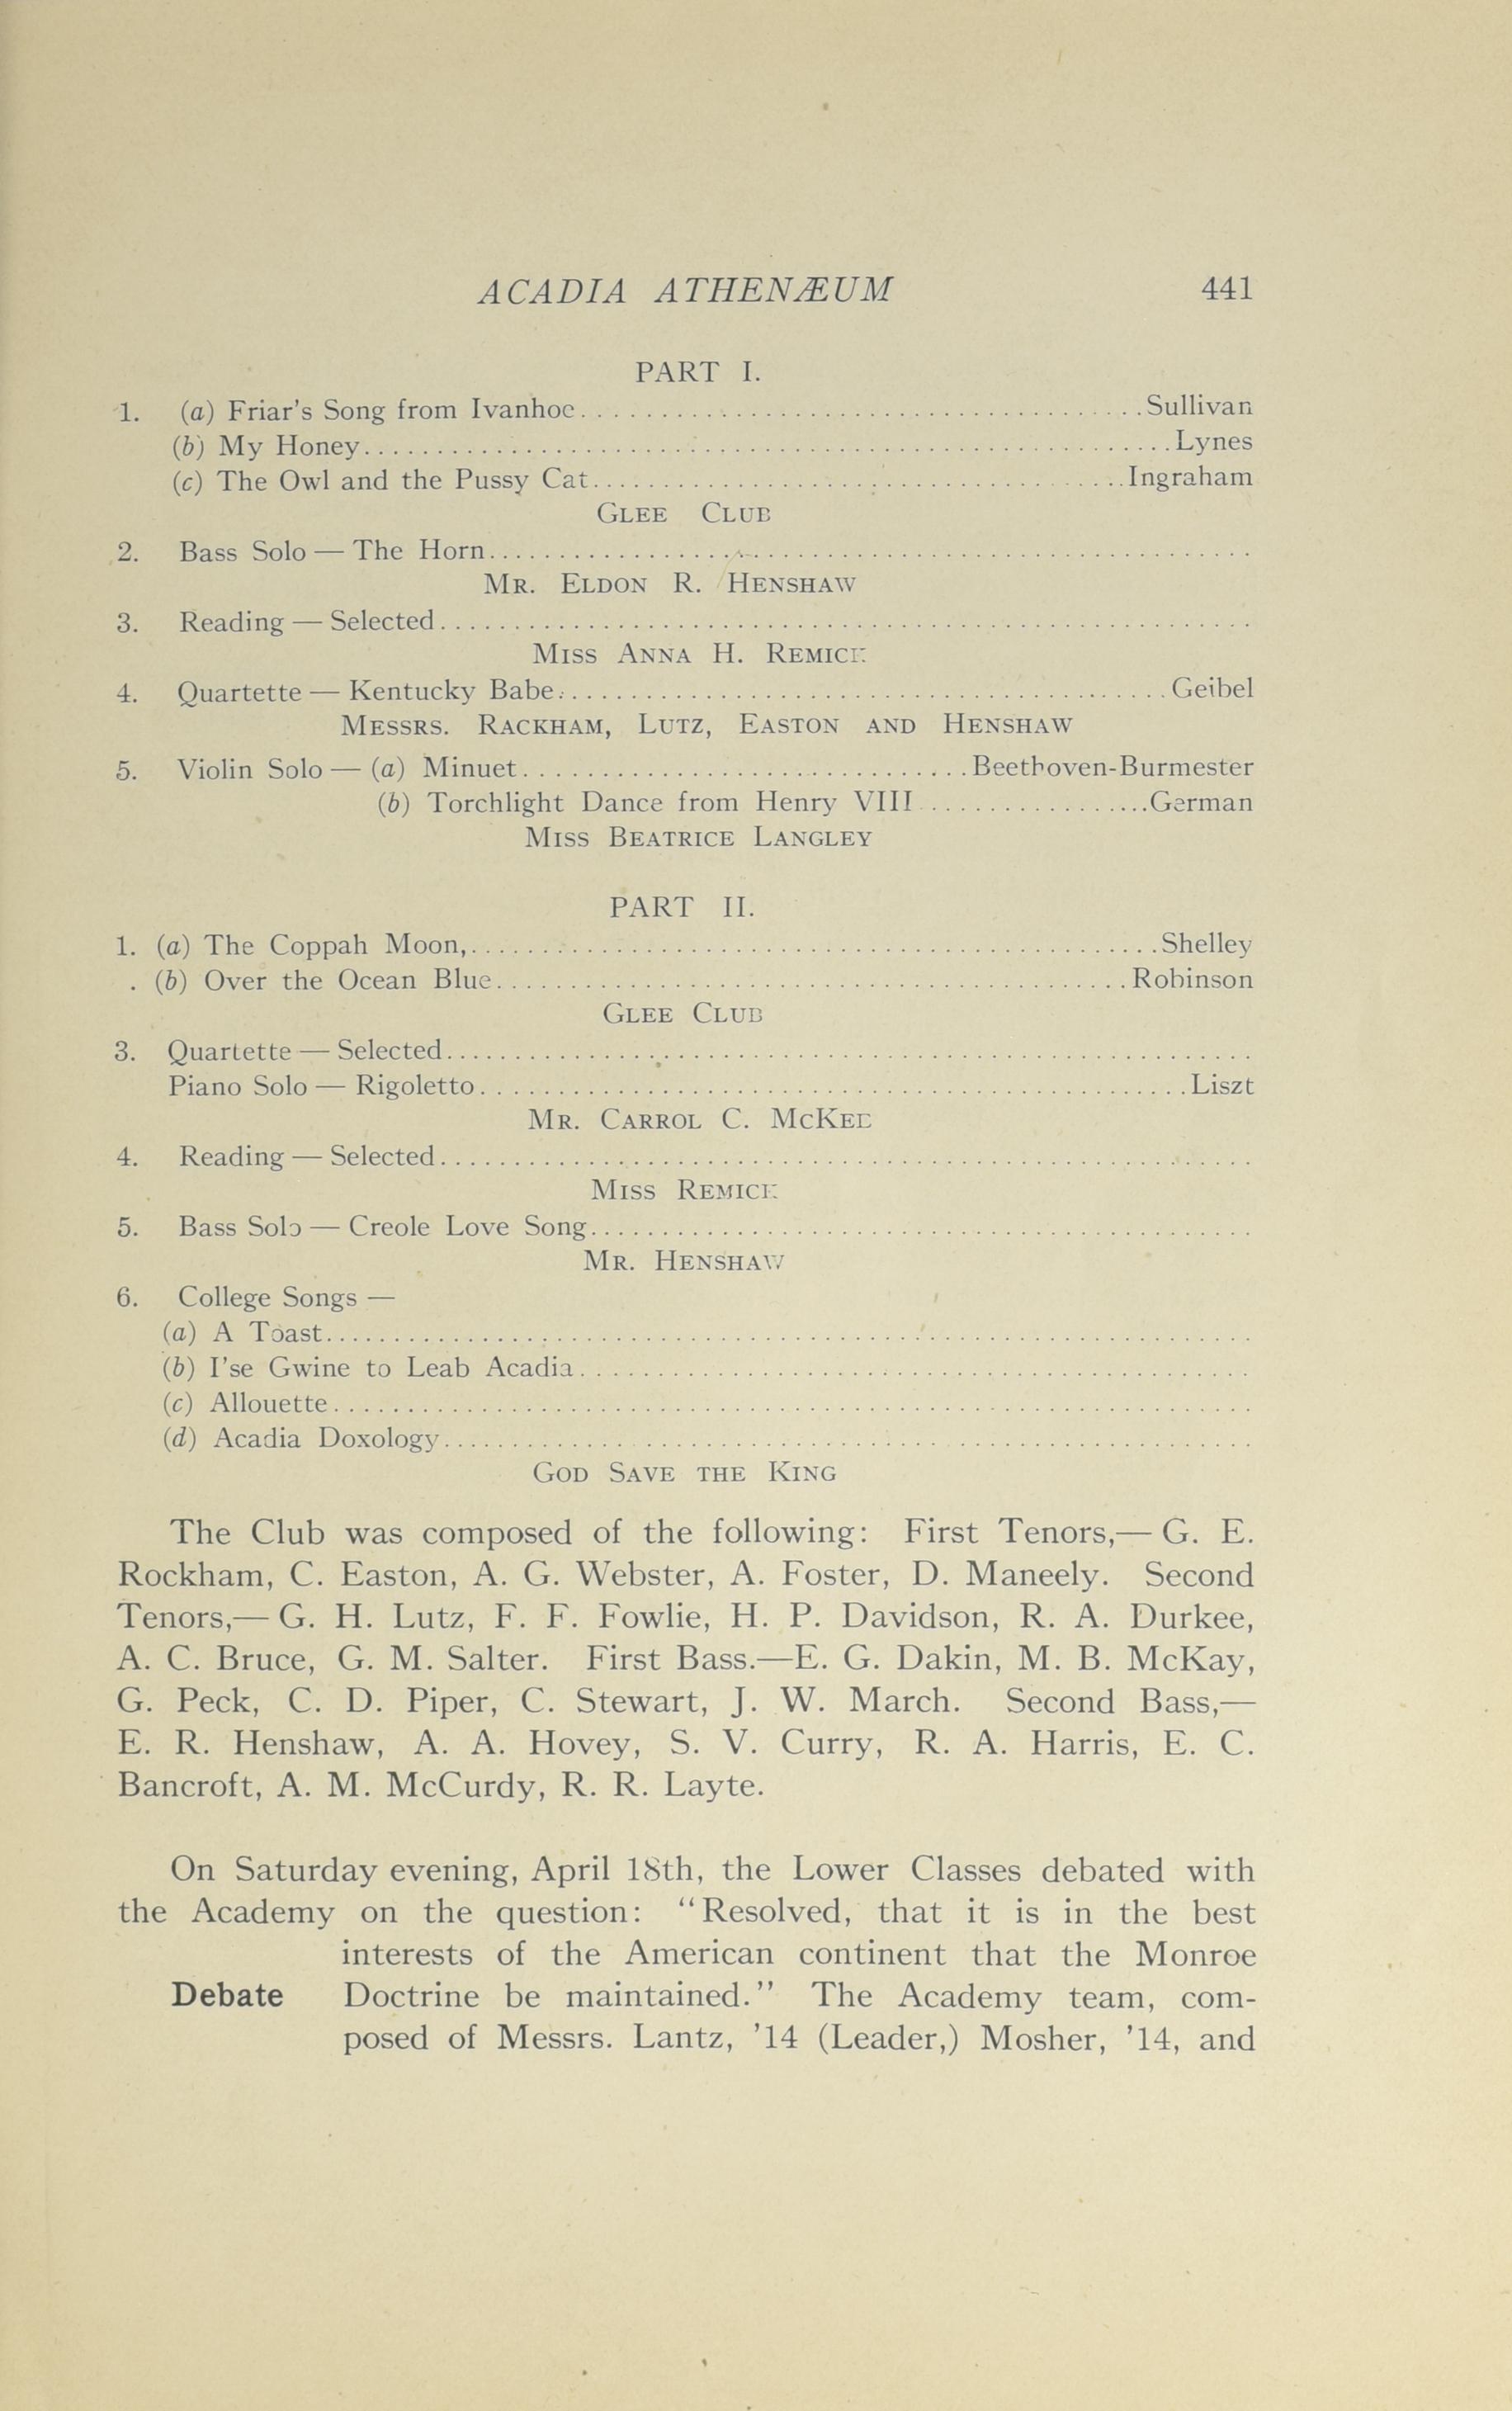 ACADIA ATHENÆUM 441
PART I.
1. (a) Friar's Song from Ivanhoe........................................Sullivan
(b) My Honey........................................Lynes
(c) The Owl and the Pussy Cat........................................Ingraham
GLEE CLUB
2. Bass Solo — The Horn........................................
MR. ELDON R. HENSHAW
3. Reading — Selected........................................
MISS ANNA H. REMICK
4. Quartette — Kentucky Babe........................................Geibel
MESSRS. RACKHAM, LUTZ, EASTON AND HENSHAW
5. Violin Solo — (a) Minuet..............................Beethoven-Burmester
(b) Torchlight Dance from Henry VIII................German
MISS BEATRICE LANGLEY
PART II.
1. (a) The Coppah Moon,........................................Shelley
. (b) Over the Ocean Blue........................................Robinson
GLEE CLUB
3. Quartette — Selected........................................
Piano Solo — Rigoletto........................................Liszt
MR. CARROL C. MCKEE
4. Reading — Selected........................................
MISS REMICK
5. Bass Solo — Creole Love Song........................................
MR. HENSHAW
6. College Songs —
(a) A Toast........................................
(b) I'se Gwine to Leab Acadia........................................
(c) Allouette........................................
(d) Acadia Doxology........................................
GOD SAVE THE KING
The Club was composed of the following: First Tenors,— G. E.
Rockham, C. Easton, A. G. Webster, A. Foster, D. Maneely. Second
Tenors,— G. H. Lutz, F. F. Fowlie, H. P. Davidson, R. A. Durkee,
A. C. Bruce, G. M. Salter. First Bass.—E. G. Dakin, M. B. McKay,
G. Peck, C. D. Piper, C. Stewart, J. W. March. Second Bass,—
E. R. Henshaw, A. A. Hovey, S. V. Curry, R. A. Harris, E. C.
Bancroft, A. M. McCurdy, R. R. Layte.
On Saturday evening, April 18th, the Lower Classes debated with
the Academy on the question: "Resolved, that it is in the best
interests of the American continent that the Monroe
Debate Doctrine be maintained." The Academy team, com-
posed of Messrs. Lantz, '14 (Leader,) Mosher, '14, and